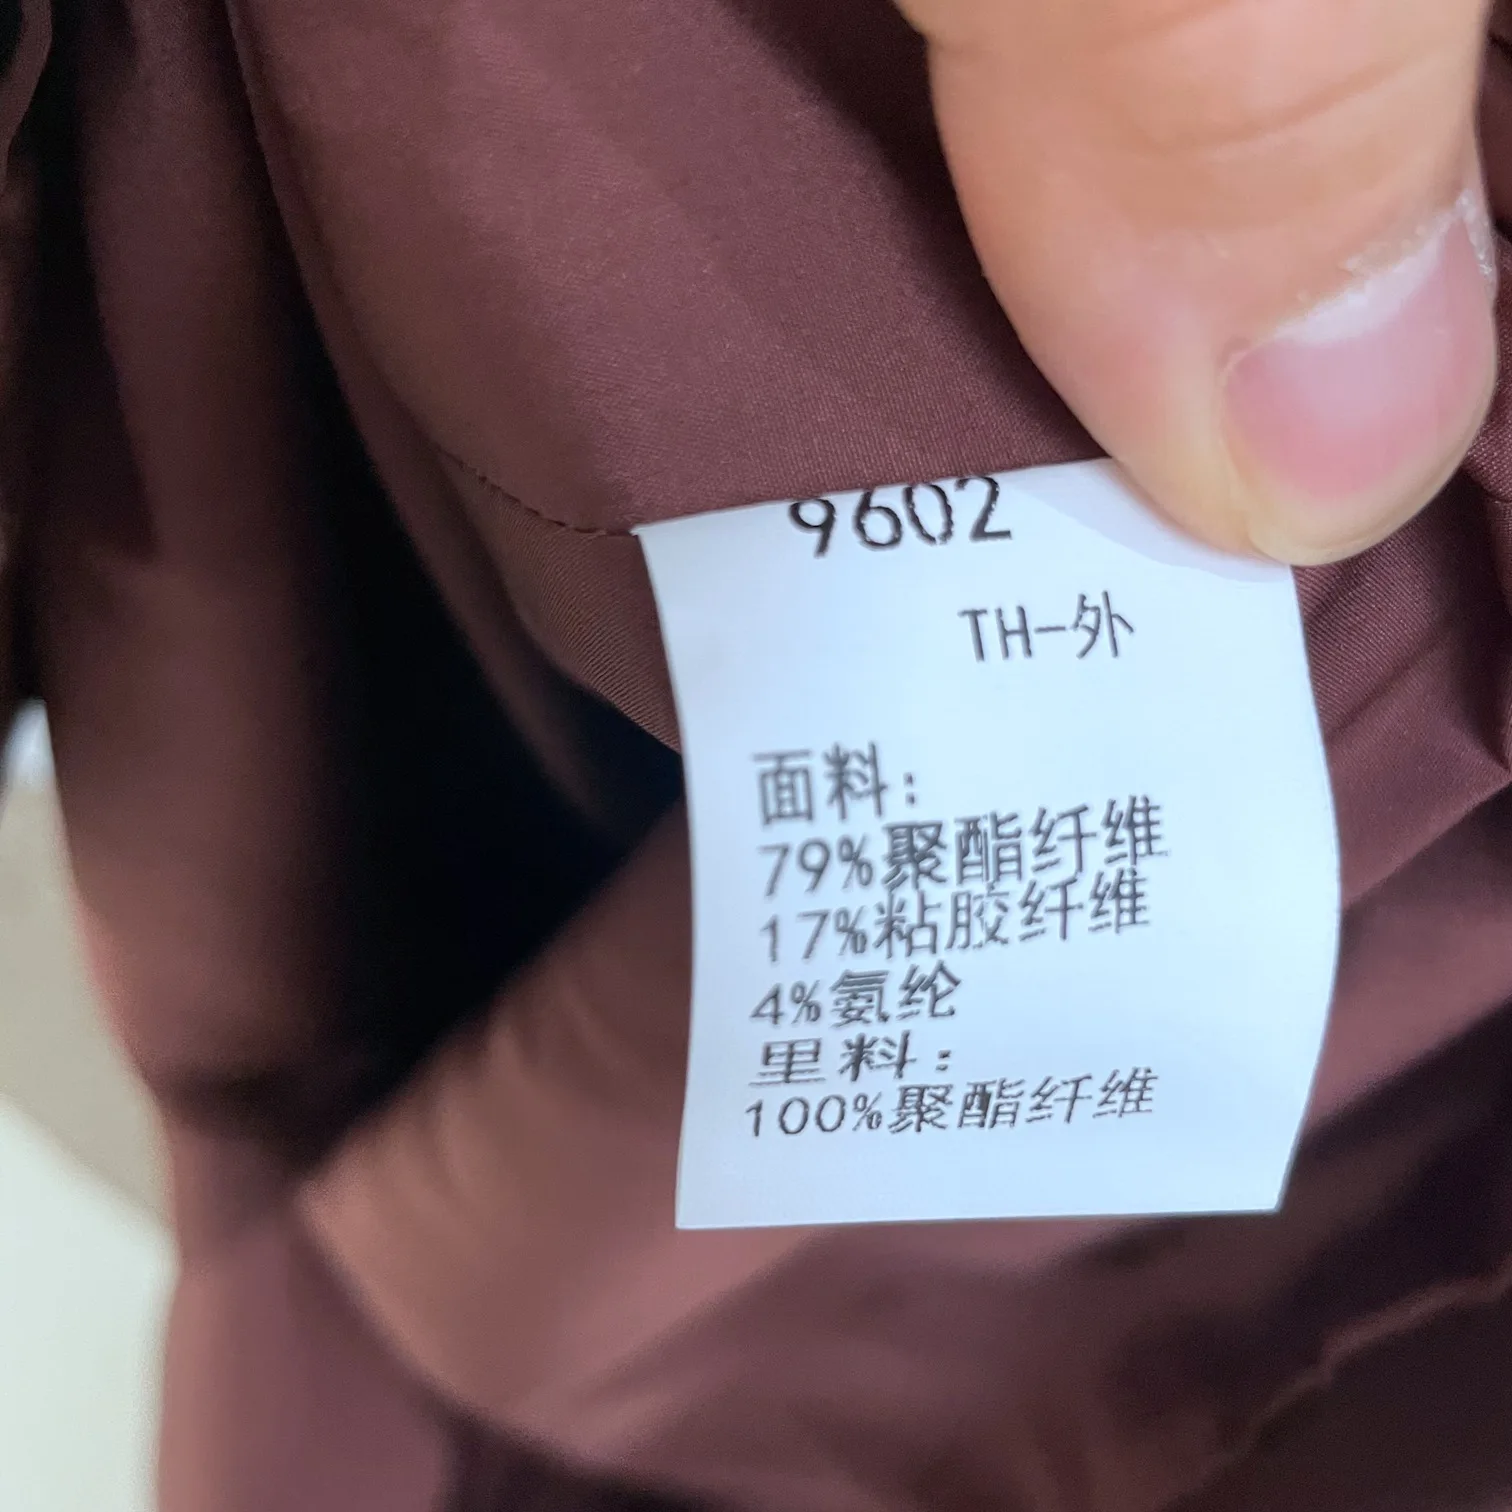 9602
TH-外
面料:
79%聚酯纤维
17%粘胶纤维
4%氨纶
里料:
100%聚酯纤维